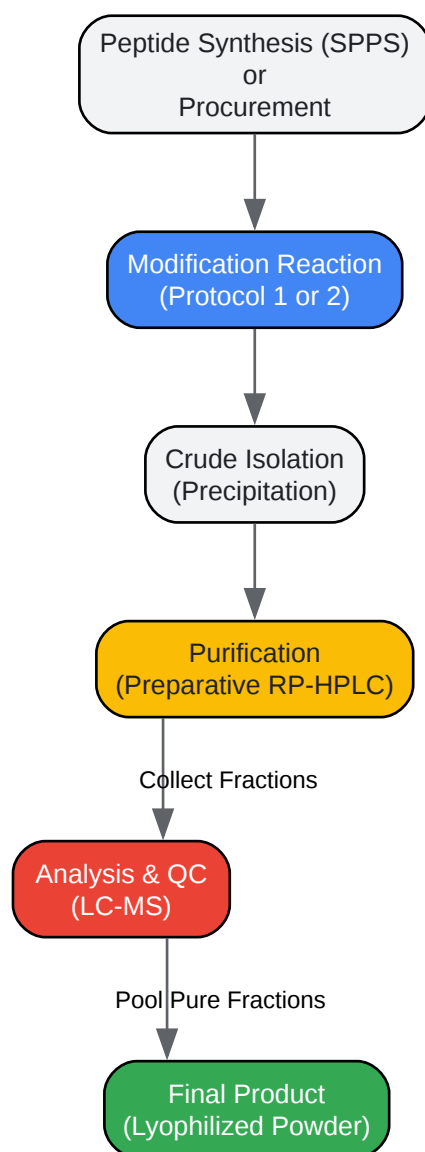 Peptide Synthesis (SPPS)
or
Procurement
Modification Reaction
(Protocol 1 or 2)
Crude Isolation
(Precipitation)
Purification
(Preparative RP-HPLC)
Collect Fractions
Analysis & QC
(LC-MS)
Pool Pure Fractions
Final Product
(Lyophilized Powder)